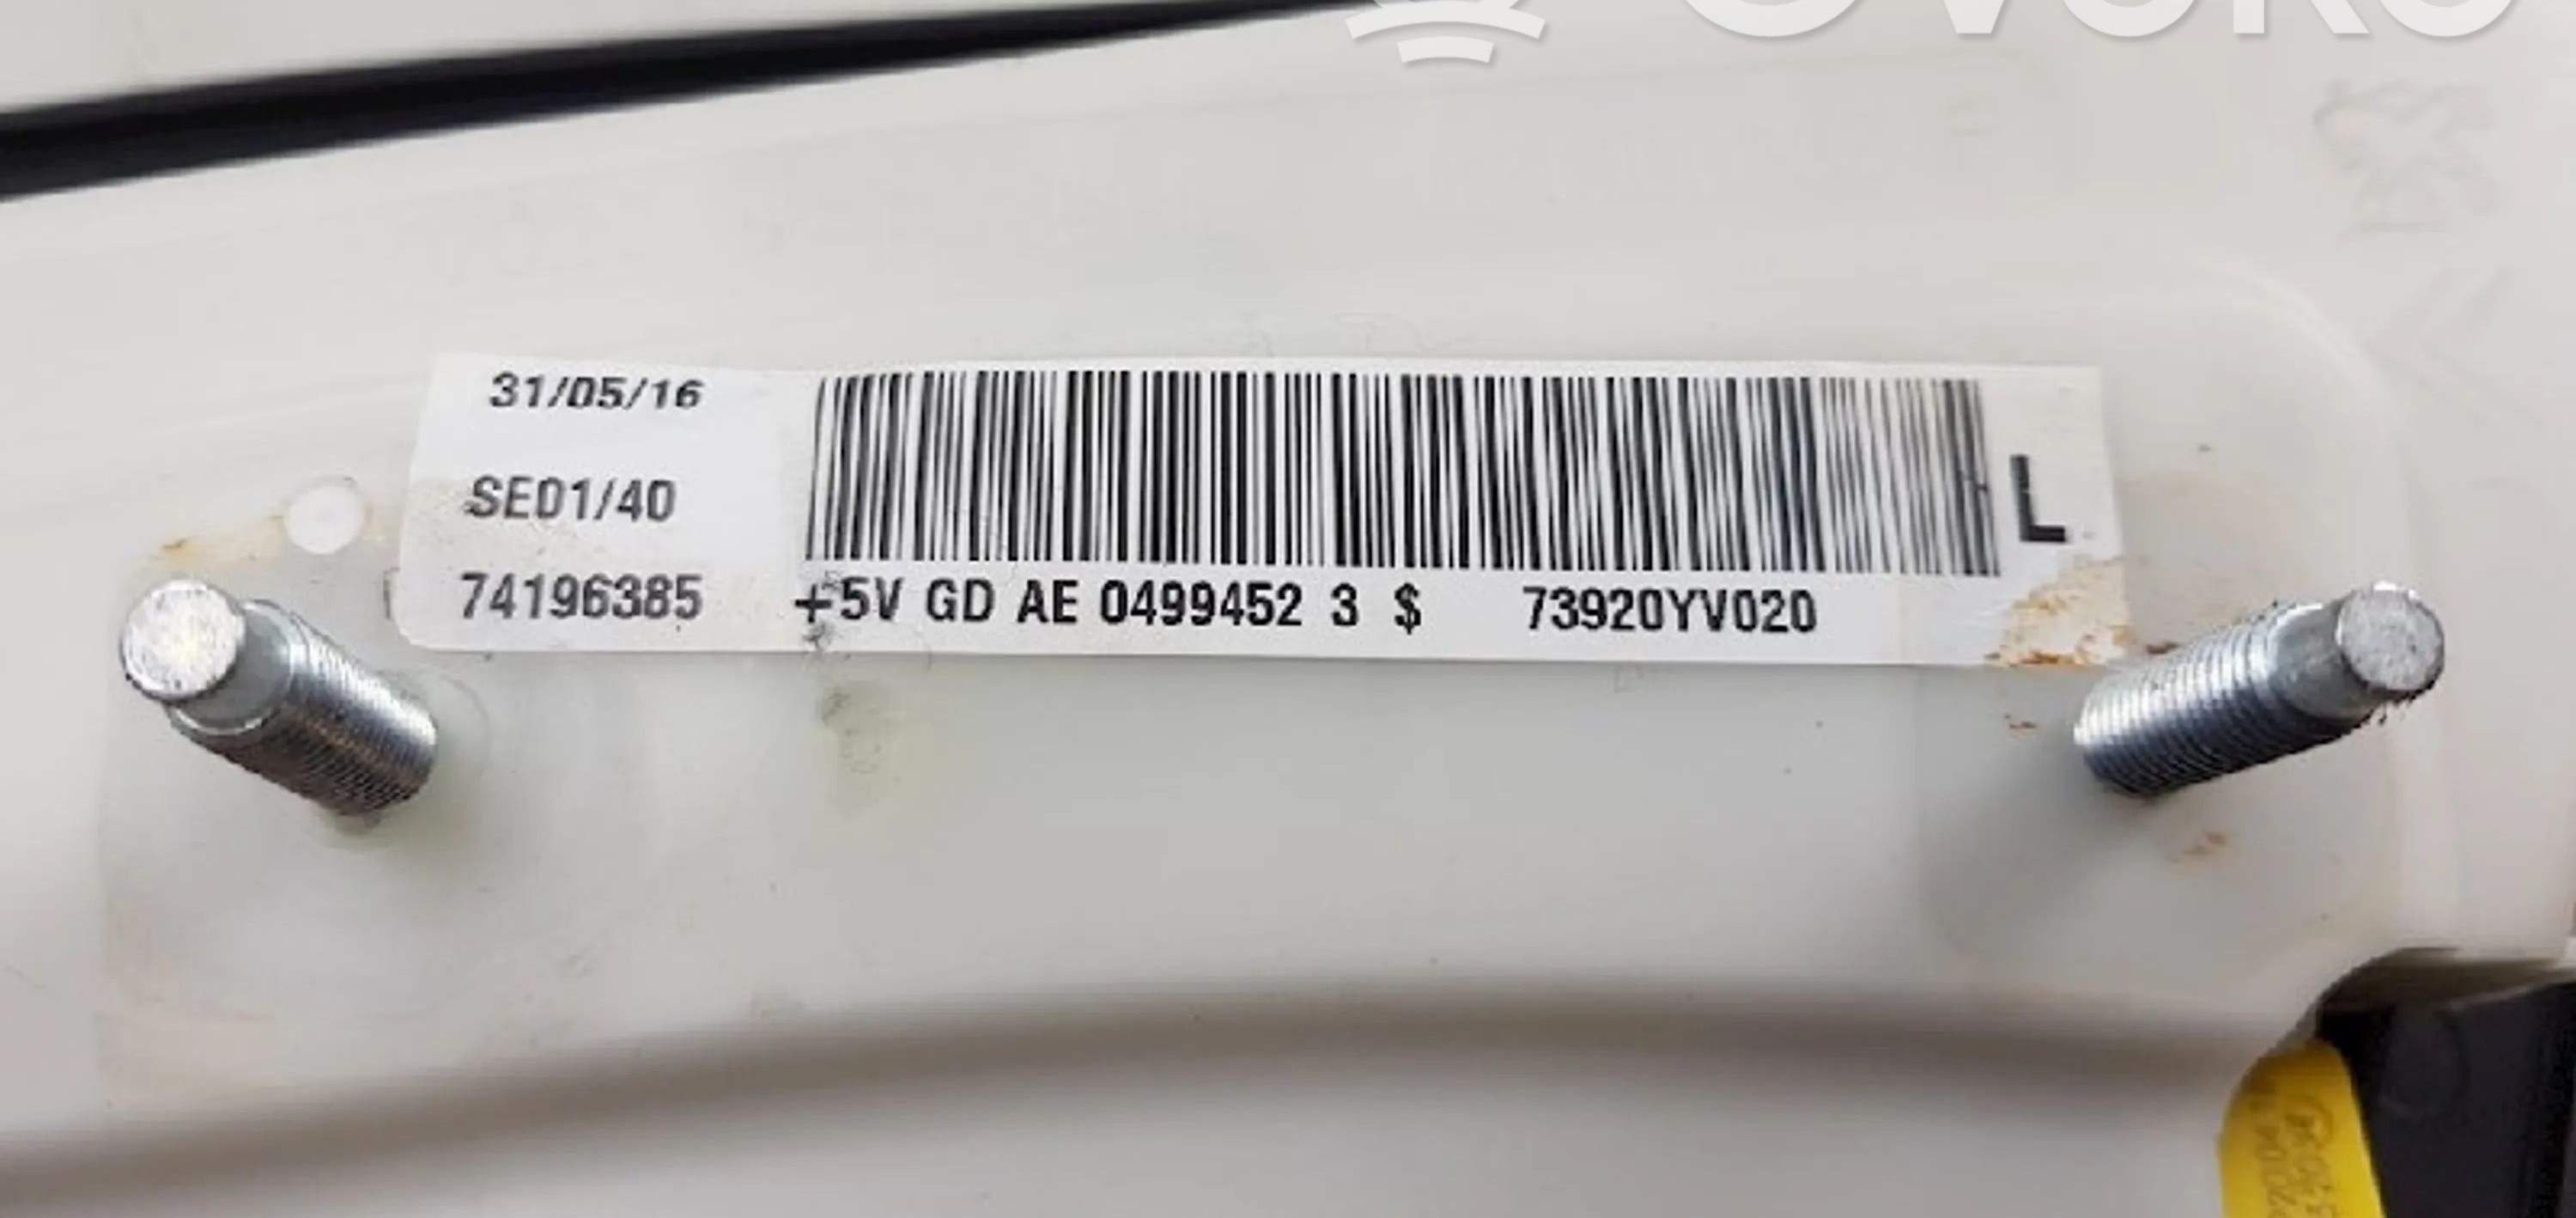 31/05/16
SE01/40
74196385
+5V GD AE 0499452 3 $ 73920YV020
L